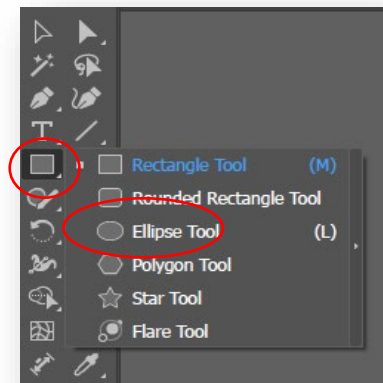 Rectangle Tool (M)
Rounded Rectangle Tool
Ellipse Tool (L)
Polygon Tool
Star Tool
Flare Tool